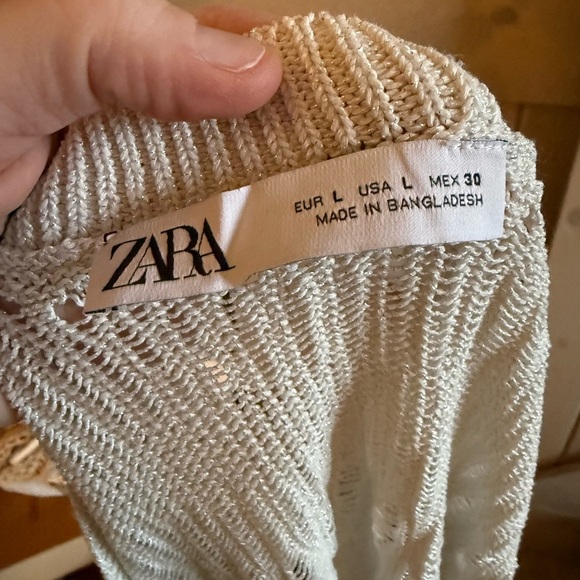 ZARA
EUR L USA L MEX 30
MADE IN BANGLADESH